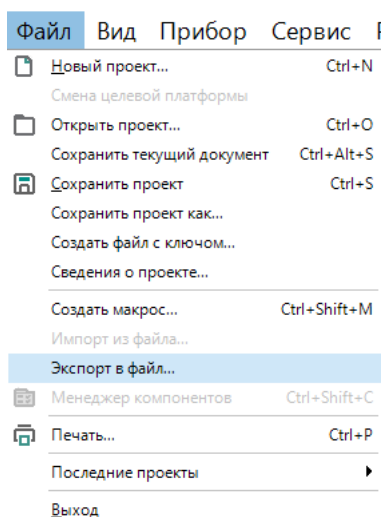 Файл Вид Прибор Сервис
Новый проект... Ctrl+N
Смена целевой платформы
Открыть проект... Ctrl+O
Сохранить текущий документ Ctrl+Alt+S
Сохранить проект Ctrl+S
Сохранить проект как...
Создать файл с ключом...
Сведения о проекте...
Создать макрос... Ctrl+Shift+M
Импорт из файла...
Экспорт в файл...
Менеджер компонентов Ctrl+Shift+C
Печать... Ctrl+P
Последние проекты
Выход